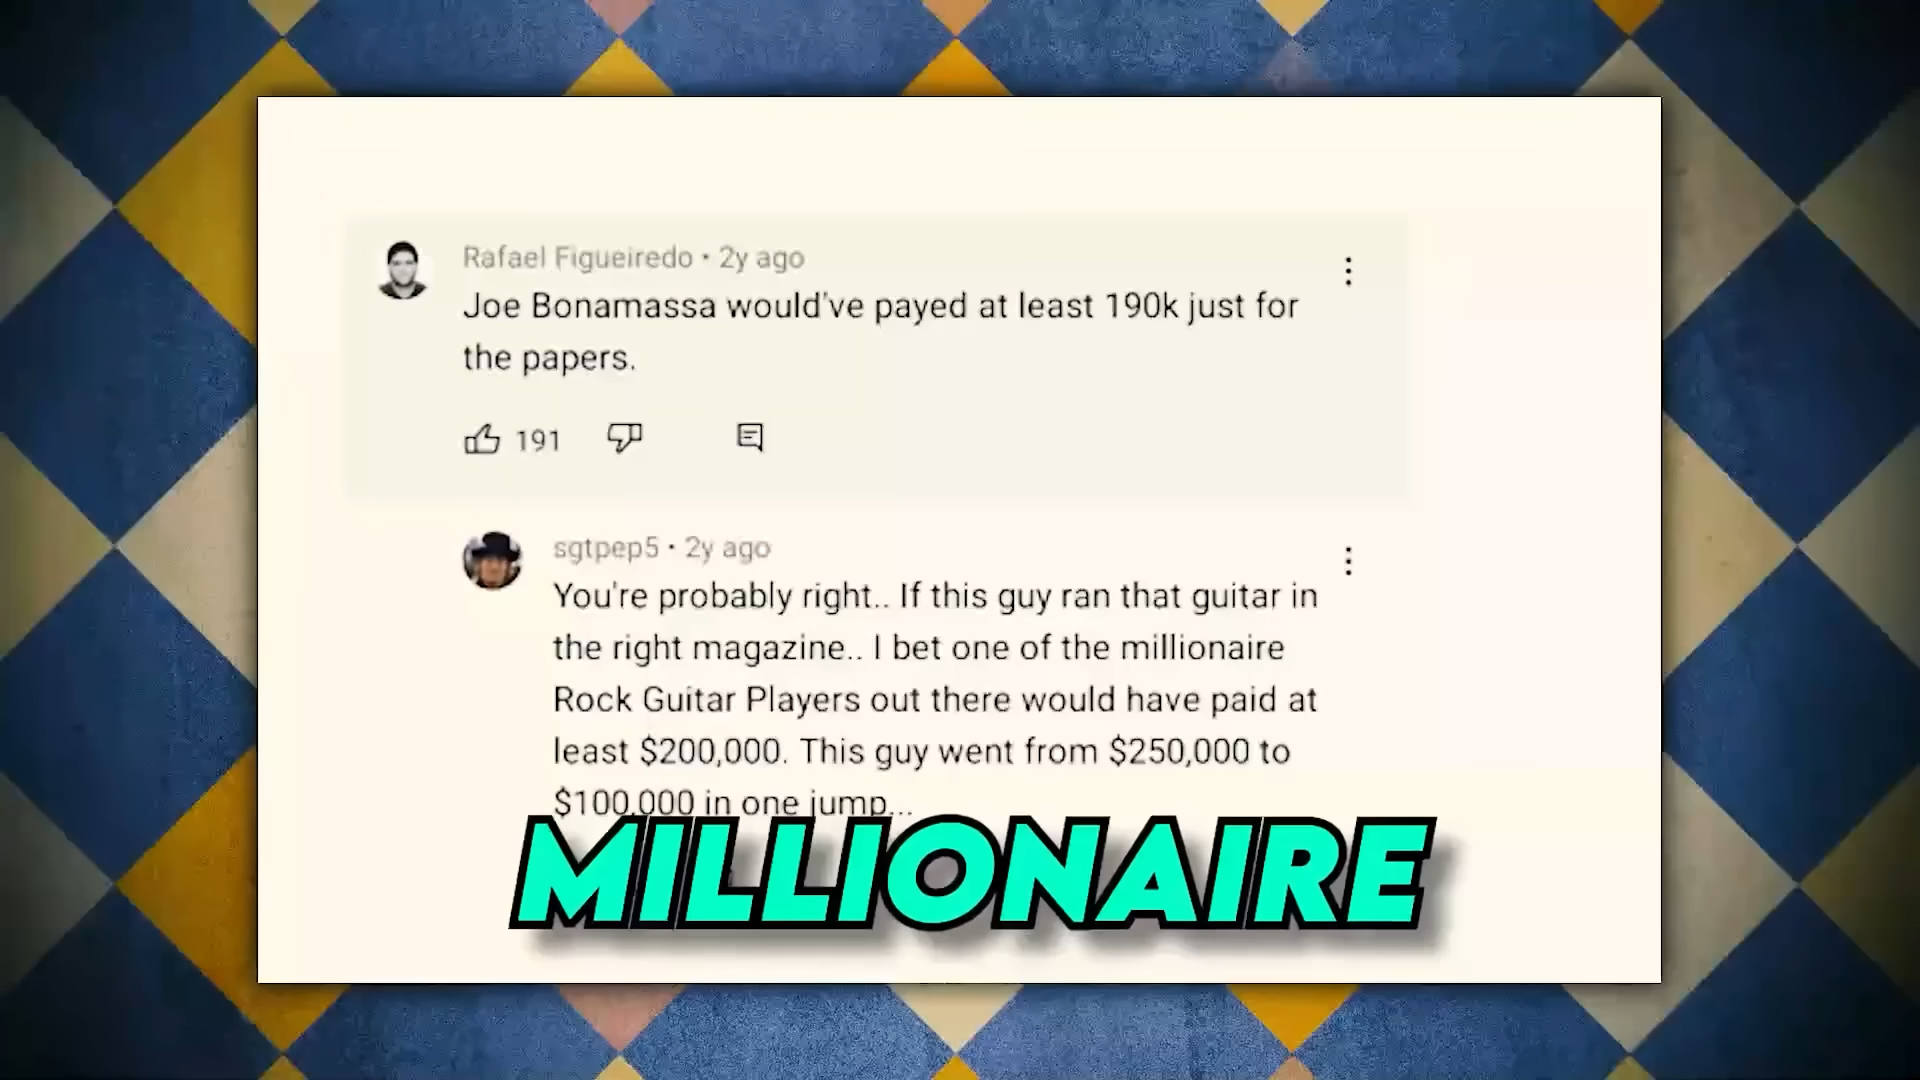 Rafael Figueiredo • 2y ago
Joe Bonamassa would've payed at least 190k just for
the papers.
191
sgtpep5 • 2y ago
You're probably right.. If this guy ran that guitar in
the right magazine.. I bet one of the millionaire
Rock Guitar Players out there would have paid at
least $200,000. This guy went from $250,000 to
$100,000 in one jump...
MILLIONAIRE